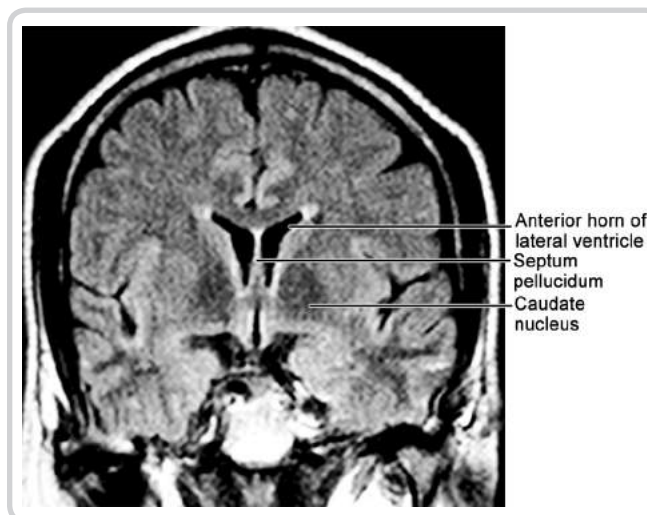 Anterior horn of
lateral ventricle
Septum
pellucidum
Caudate
nucleus